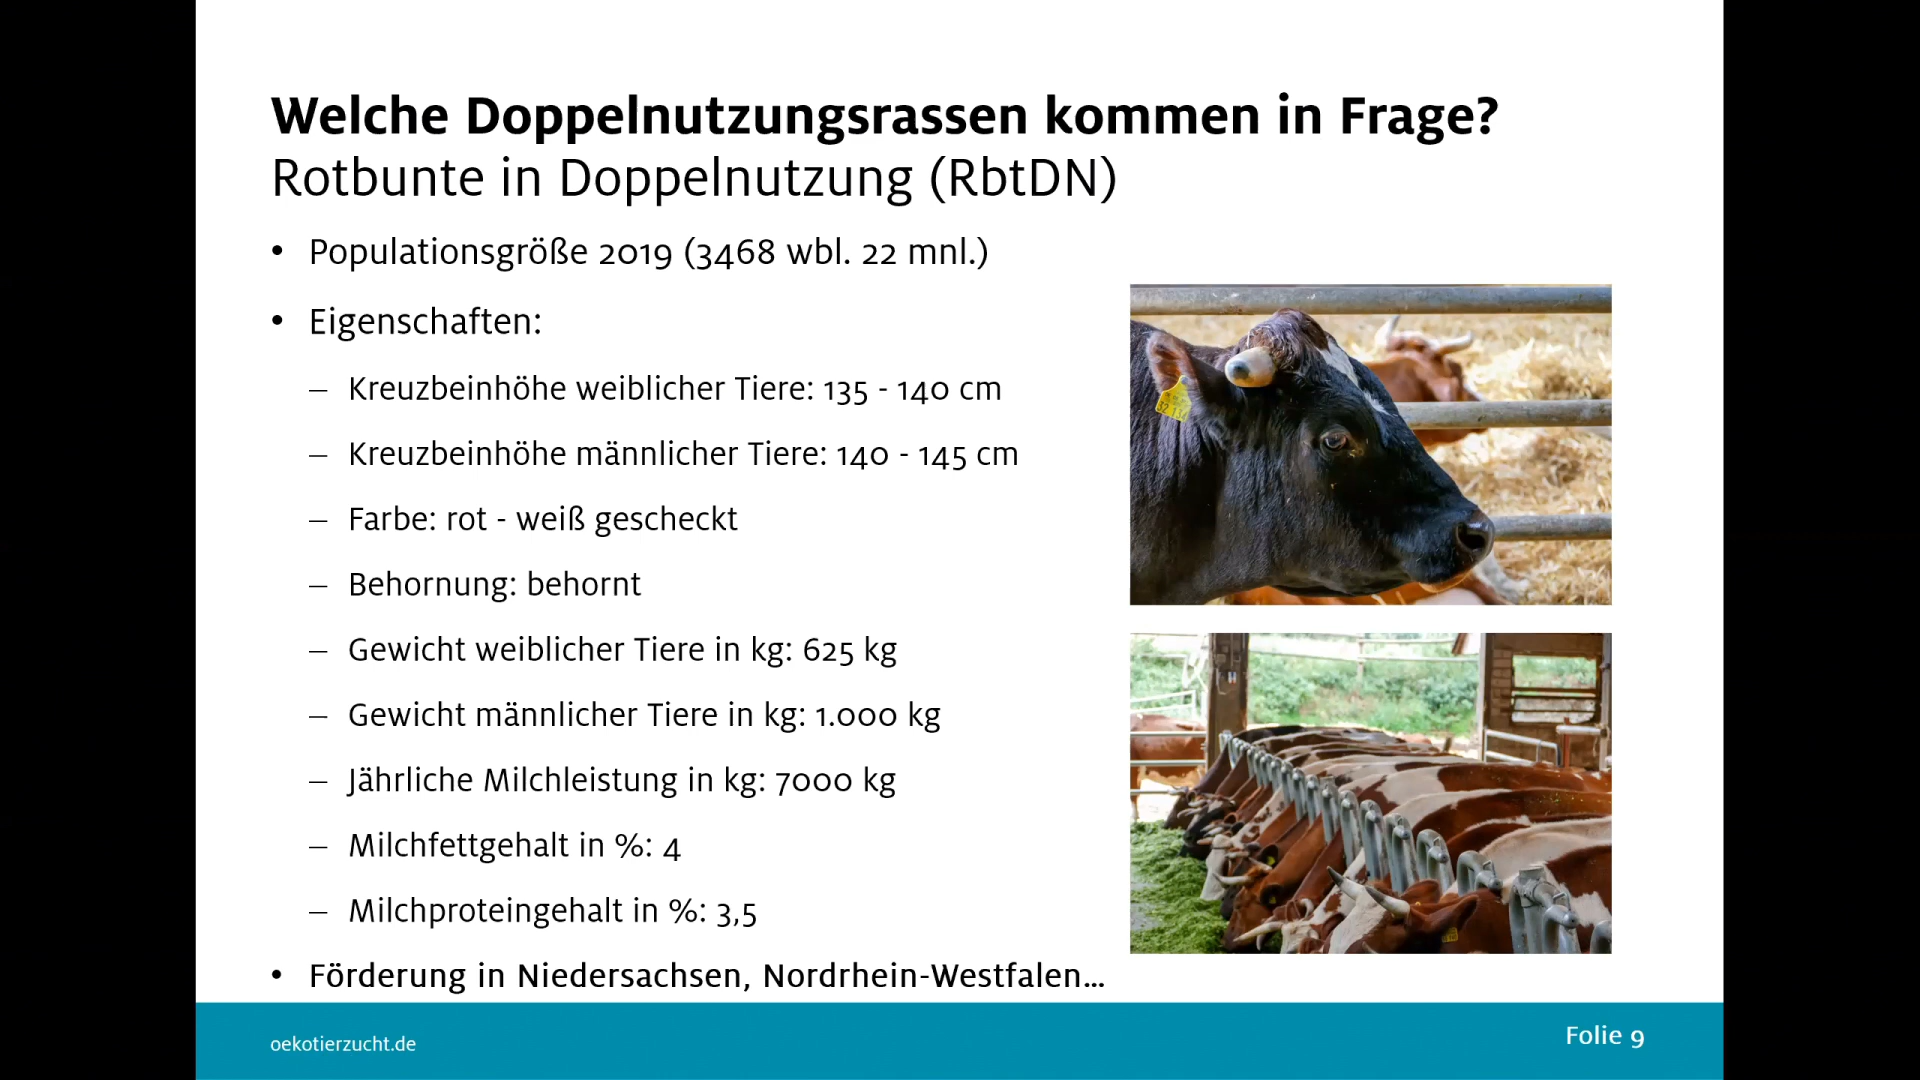 Welche Doppelnutzungsrassen kommen in Frage?
Rotbunte in Doppelnutzung (RbtDN)
• Populationsgröße 2019 (3468 wbl. 22 mnl.)
• Eigenschaften:
– Kreuzbeinhöhe weiblicher Tiere: 135 - 140 cm
– Kreuzbeinhöhe männlicher Tiere: 140 - 145 cm
– Farbe: rot - weiß gescheckt
– Behornung: behornt
– Gewicht weiblicher Tiere in kg: 625 kg
– Gewicht männlicher Tiere in kg: 1.000 kg
– Jährliche Milchleistung in kg: 7000 kg
– Milchfettgehalt in %: 4
– Milchproteingehalt in %: 3,5
• Förderung in Niedersachsen, Nordrhein-Westfalen...
oekotierzucht.de
Folie 9